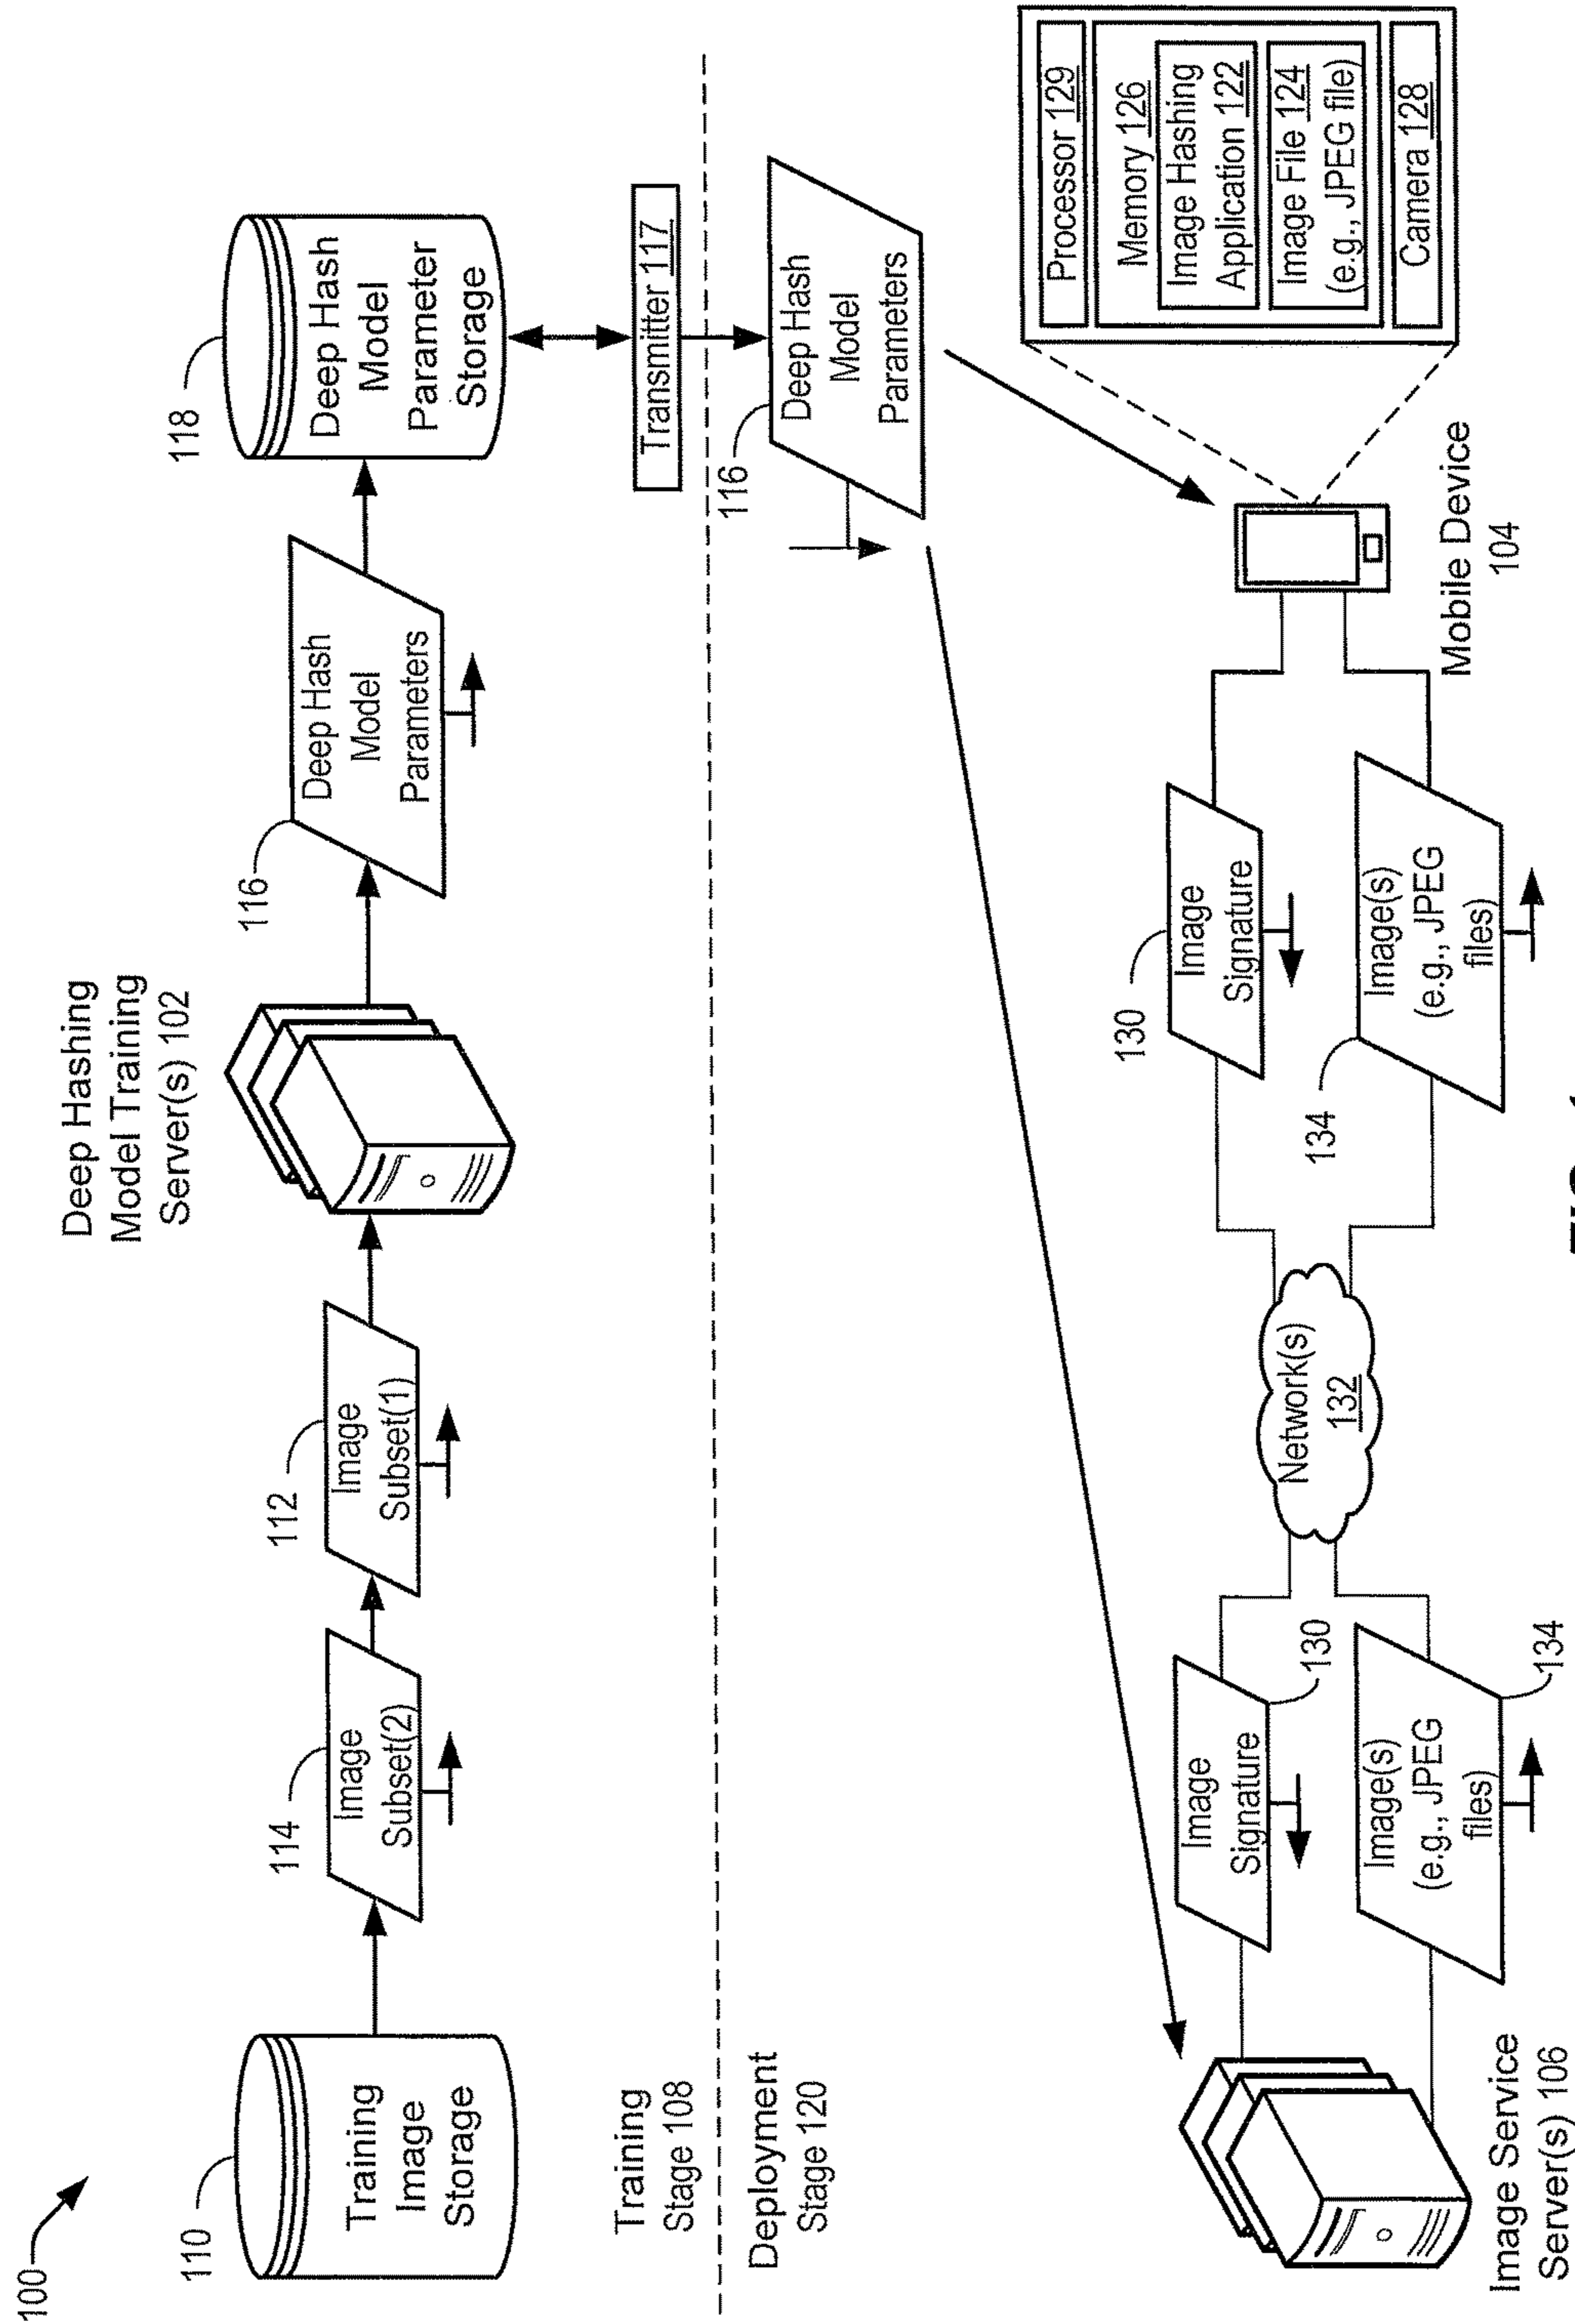 100
110
Training
Image
Storage
114
Image
Subset(2)
112
Image
Subset(1)
Deep Hashing
Model Training
Server(s) 102
116
Deep Hash
Model
Parameters
118
Deep Hash
Model
Parameter
Storage
Transmitter 117
Training
Stage 108
Deployment
Stage 120
116
Deep Hash
Model
Parameters
Image Service
Server(s) 106
Image
Signature
130
Image(s)
(e.g., JPEG
files)
134
Network(s)
132
130
Image
Signature
134
Image(s)
(e.g., JPEG
files)
Mobile Device
104
Processor 129
Memory 126
Image Hashing
Application 122
Image File 124
(e.g., JPEG file)
Camera 128